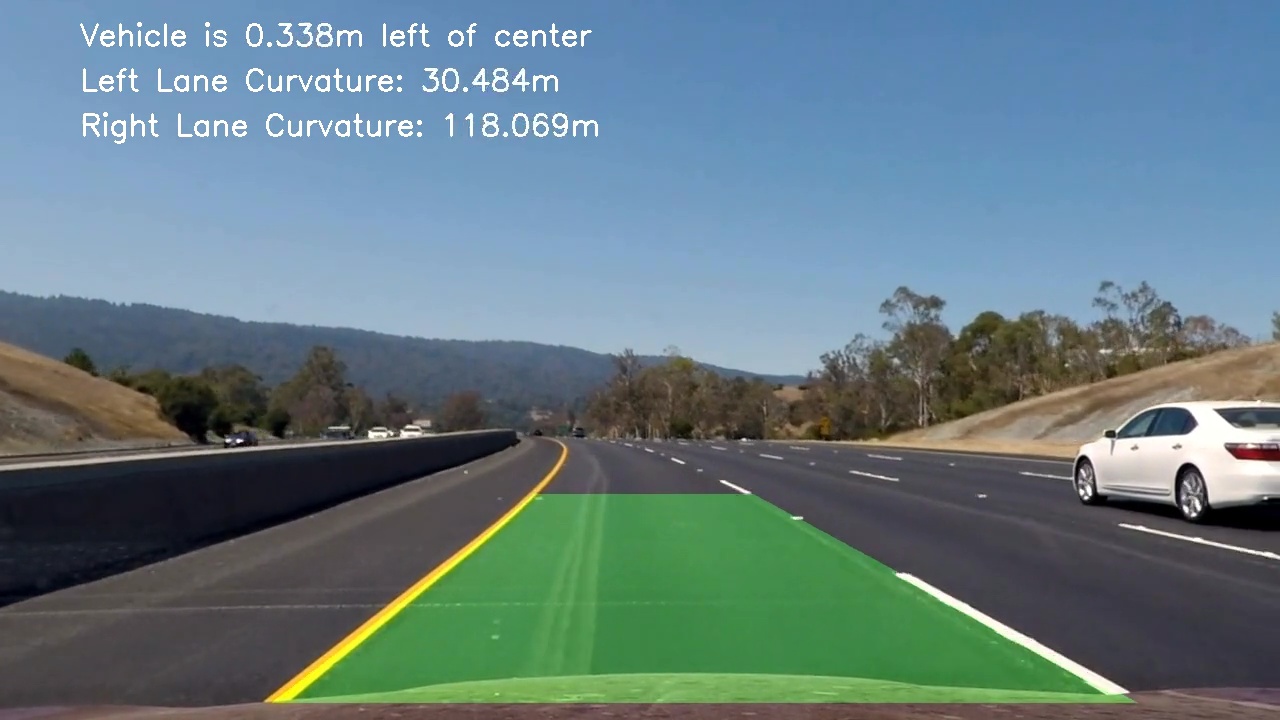 Vehicle is 0.338m left of center
Left Lane Curvature: 30.484m
Right Lane Curvature: 118.069m